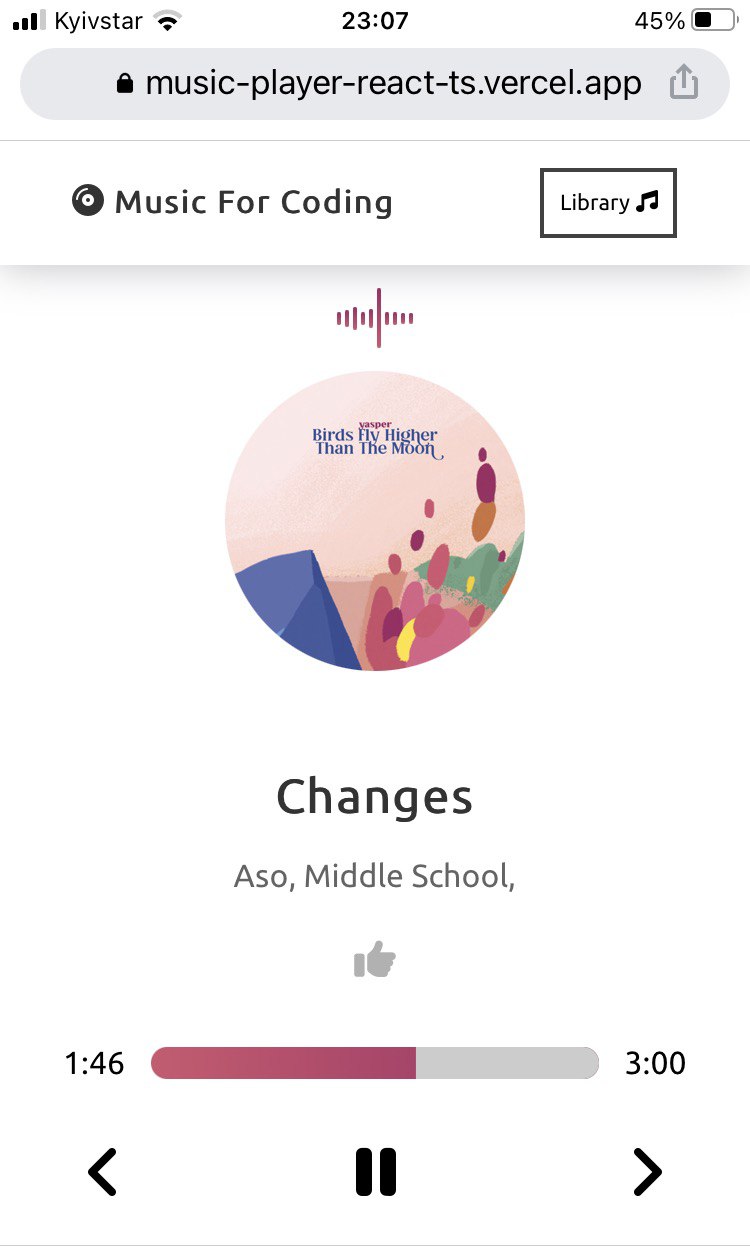 Kyivstar 23:07 45%
music-player-react-ts.vercel.app
Music For Coding Library
yasper
Birds Fly Higher
Than The Moon
Changes
Aso, Middle School,
1:46 3:00